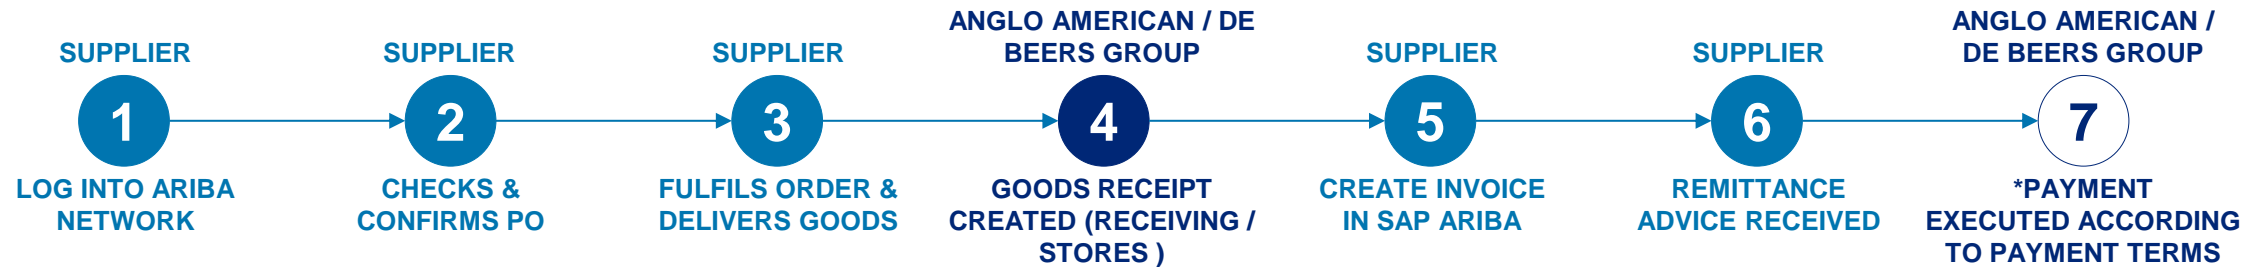 SUPPLIER
1
LOG INTO ARIBA
NETWORK
SUPPLIER
2
CHECKS &
CONFIRMS PO
SUPPLIER
3
FULFILS ORDER &
DELIVERS GOODS
ANGLO AMERICAN / DE
BEERS GROUP
4
GOODS RECEIPT
CREATED (RECEIVING /
STORES )
SUPPLIER
5
CREATE INVOICE
IN SAP ARIBA
SUPPLIER
6
REMITTANCE
ADVICE RECEIVED
ANGLO AMERICAN /
DE BEERS GROUP
7
*PAYMENT
EXECUTED ACCORDING
TO PAYMENT TERMS